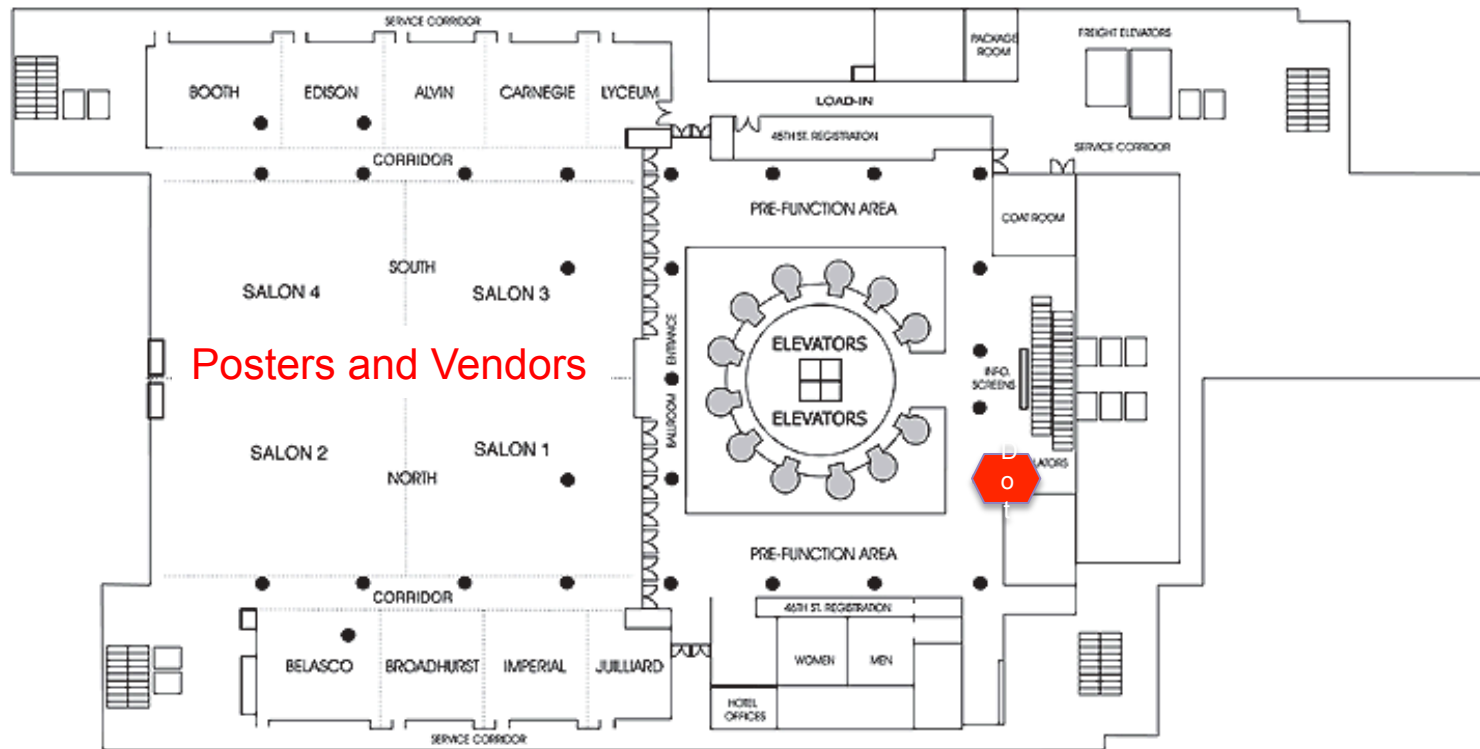 SERVICE CORRIDOR
PACKAGE
ROOM
FREIGHT ELEVATORS
BOOTH
EDISON
ALVIN
CARNEGIE
LYCEUM
LOAD-IN
45TH ST. REGISTRATION
SERVICE CORRIDOR
CORRIDOR
PRE-FUNCTION AREA
COAT ROOM
SOUTH
SALON 4
SALON 3
Posters and Vendors
BALLROOM ENTRANCE
ELEVATORS
ELEVATORS
INFO.
SCREENS
SALON 2
SALON 1
NORTH
Dot
LATORS
PRE-FUNCTION AREA
CORRIDOR
46TH ST. REGISTRATION
BELASCO
BROADHURST
IMPERIAL
JUILLIARD
WOMEN
MEN
HOTEL
OFFICES
SERVICE CORRIDOR